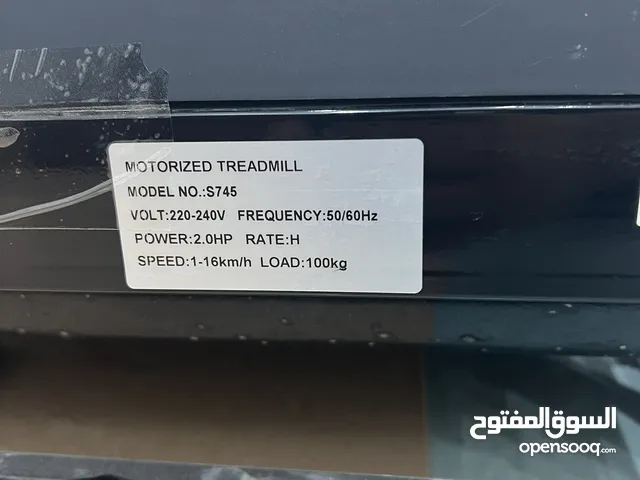 MOTORIZED TREADMILL
MODEL NO.:S745
VOLT:220-240V FREQUENCY:50/60Hz
POWER:2.0HP RATE:H
SPEED:1-16km/h LOAD:100kg
السوق المفتوح
opensooq.com